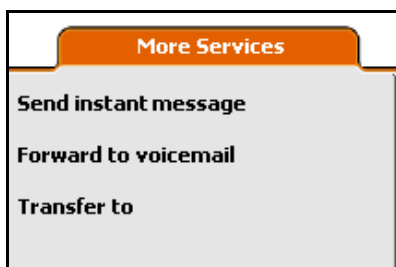 More Services
Send instant message
Forward to voicemail
Transfer to